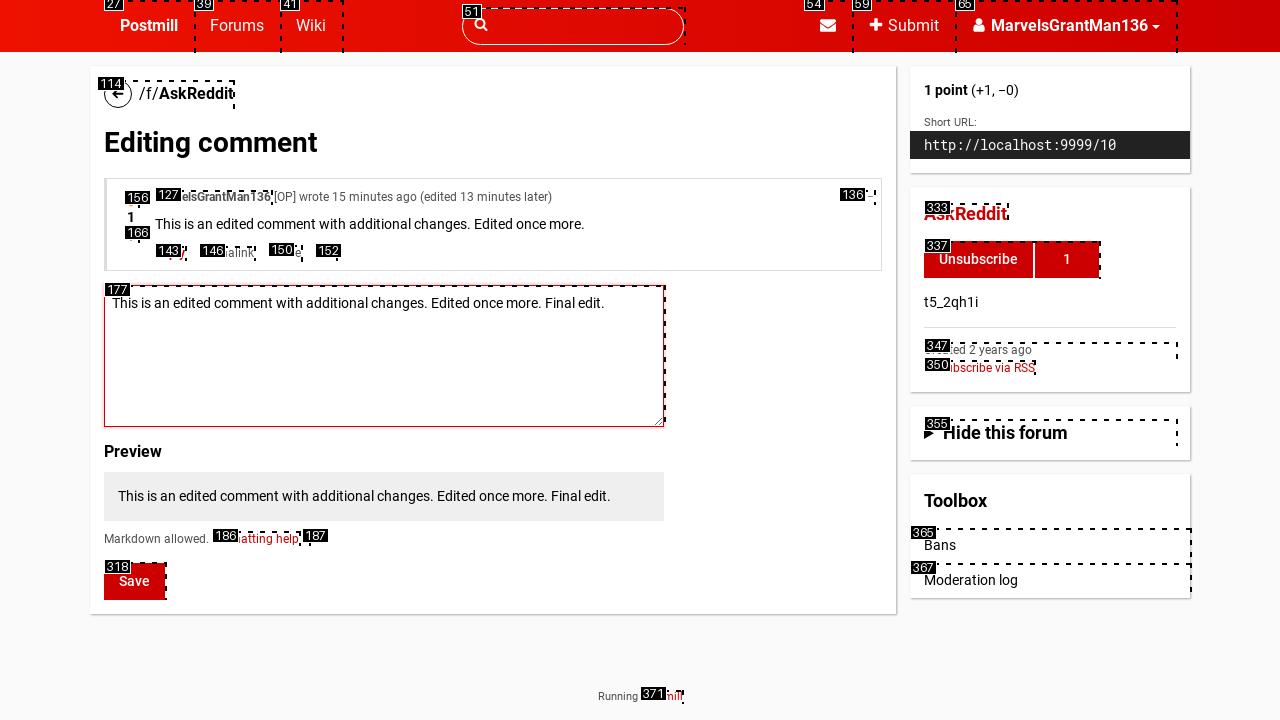 27 39 41 51 54 59 65
Postmill Forums Wiki Submit MarvelsGrantMan136
114 /f/AskReddit
Editing comment
156 127 elsGrantMan136 [OP] wrote 15 minutes ago (edited 13 minutes later) 136
1
166
This is an edited comment with additional changes. Edited once more.
143 146 alink 150 152
177
This is an edited comment with additional changes. Edited once more. Final edit.
Preview
This is an edited comment with additional changes. Edited once more. Final edit.
Markdown allowed. 186 atting help 187
318
Save
1 point (+1, −0)
Short URL:
http://localhost:9999/10
333
AskReddit
337
Unsubscribe 1
t5_2qh1i
347 ted 2 years ago
350 bscribe via RSS
355
Hide this forum
Toolbox
365
Bans
367
Moderation log
Running 371 mill